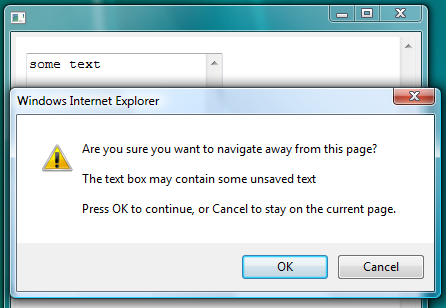 some text
Windows Internet Explorer
Are you sure you want to navigate away from this page?
The text box may contain some unsaved text
Press OK to continue, or Cancel to stay on the current page.
OK
Cancel